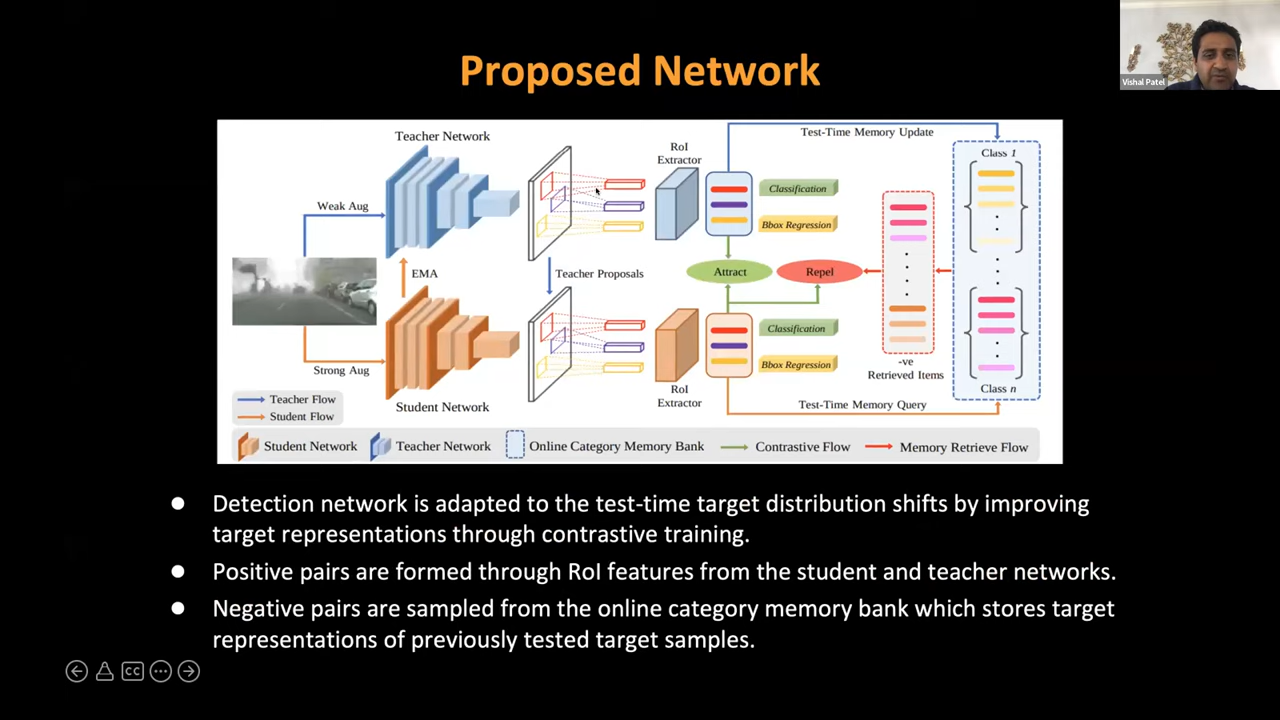 Proposed Network
Vishal Patel
Teacher Network
Test-Time Memory Update
RoI
Extractor
Class 1
Weak Aug
Classification
Bbox Regression
EMA
Teacher Proposals
Attract
Repel
Classification
Bbox Regression
Strong Aug
Student Network
RoI
Extractor
-ve
Retrieved Items
Class n
Test-Time Memory Query
Teacher Flow
Student Flow
Student Network
Teacher Network
Online Category Memory Bank
Contrastive Flow
Memory Retrieve Flow
● Detection network is adapted to the test-time target distribution shifts by improving
target representations through contrastive training.
● Positive pairs are formed through RoI features from the student and teacher networks.
● Negative pairs are sampled from the online category memory bank which stores target
representations of previously tested target samples.
CC